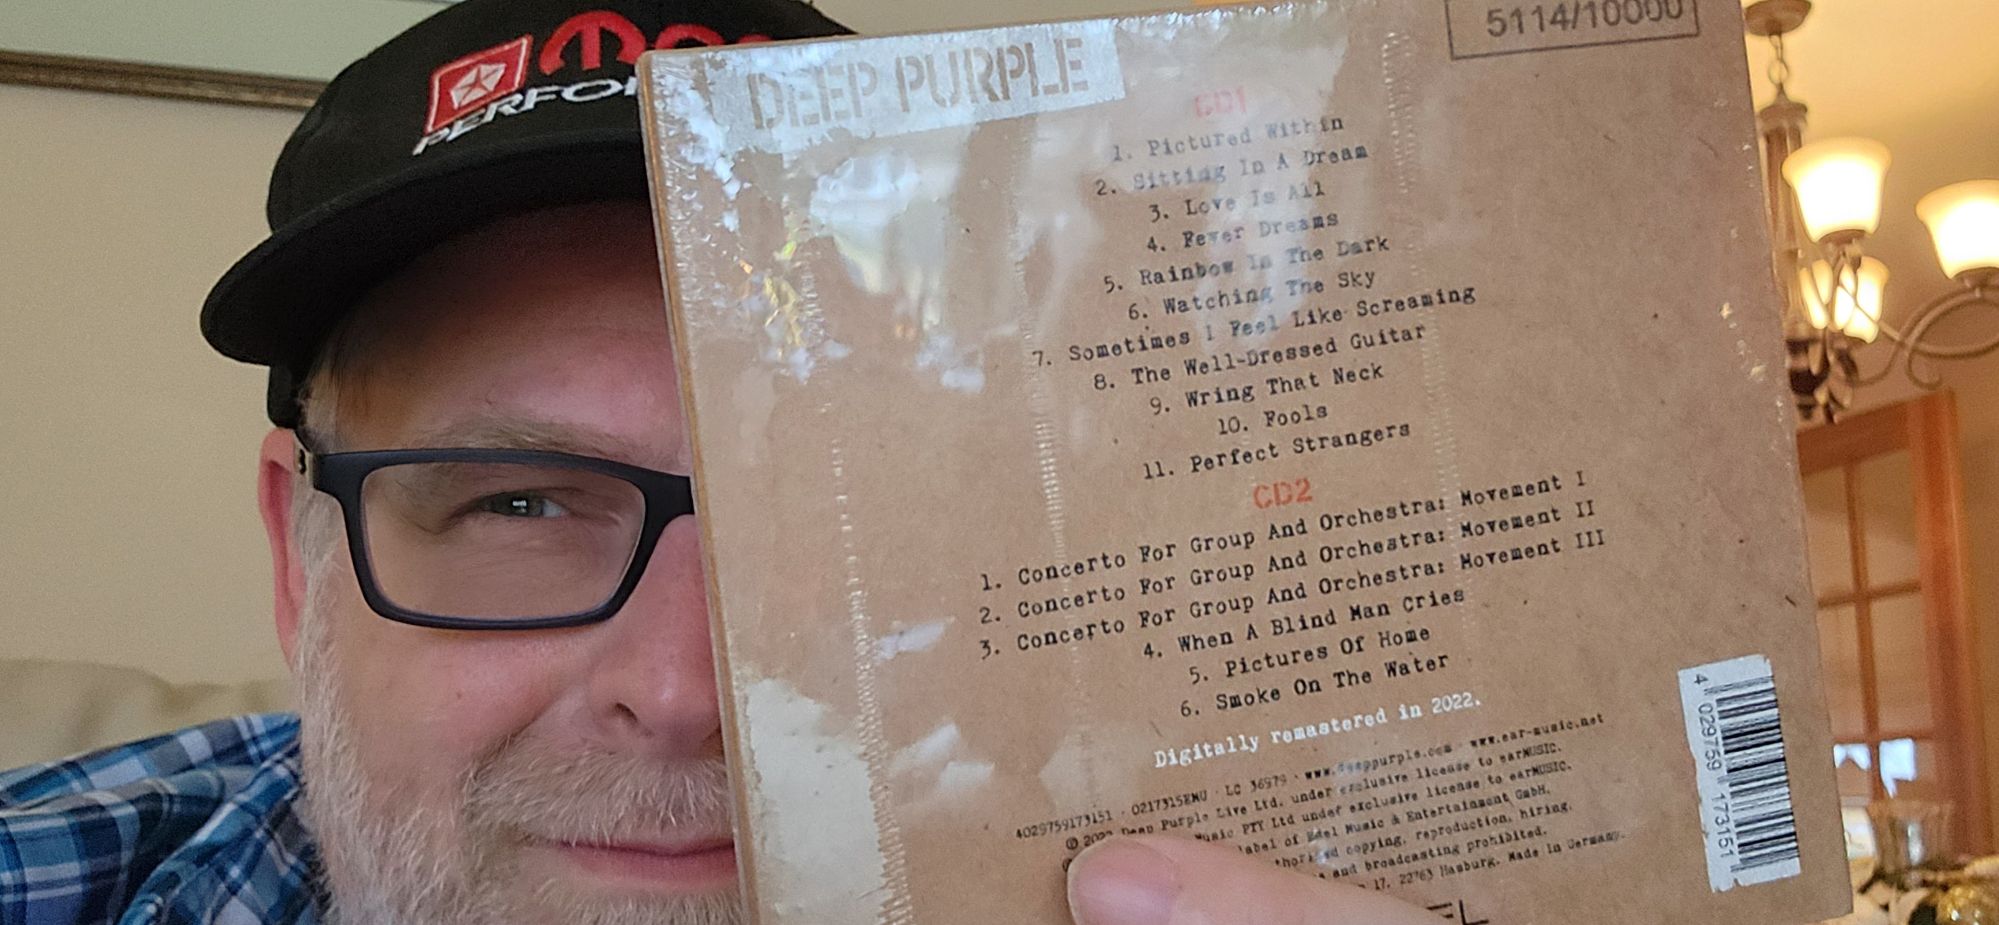 PERFO
DEEP PURPLE
5114/10000
CD1
1. Pictured Within
2. Sitting In A Dream
3. Love Is All
4. Fever Dreams
5. Rainbow In The Dark
6. Watching The Sky
7. Sometimes I Feel Like Screaming
8. The Well-Dressed Guitar
9. Wring That Neck
10. Fools
11. Perfect Strangers
CD2
1. Concerto For Group And Orchestra: Movement I
2. Concerto For Group And Orchestra: Movement II
3. Concerto For Group And Orchestra: Movement III
4. When A Blind Man Cries
5. Pictures Of Home
6. Smoke On The Water
Digitally remastered in 2022.
4029759173151 · 0217315EMU · LC 36979 · www.deeppurple.com · www.ear-music.net
Deep Purple Live Ltd. under exclusive license to earMUSIC.
Music PTY Ltd under exclusive license to earMUSIC.
label of Edel Music & Entertainment GmbH.
copying, reproduction, hiring,
and broadcasting prohibited.
17, 22763 Hamburg. Made in Germany.
4 029759 173151